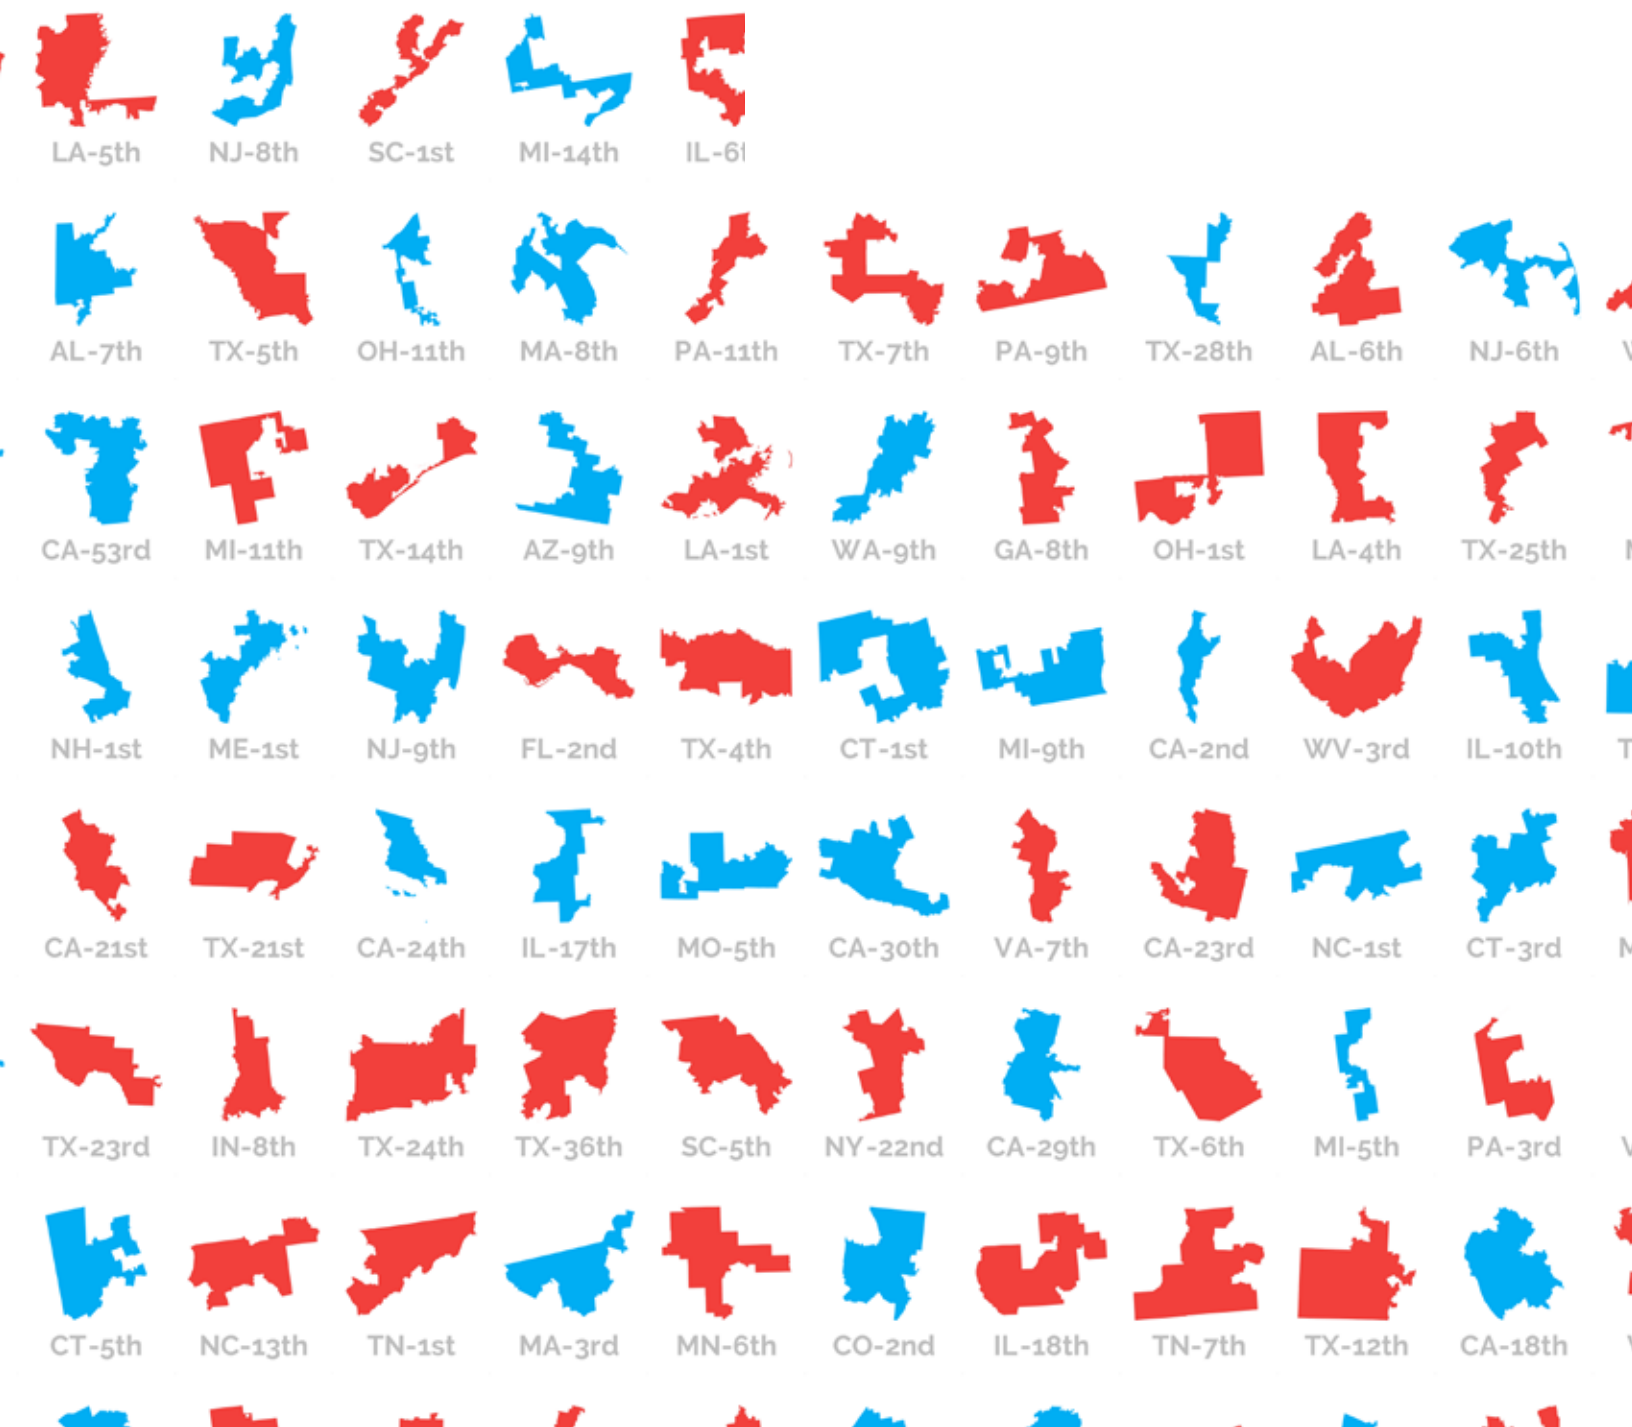 LA-5th NJ-8th SC-1st MI-14th IL-6t
AL-7th TX-5th OH-11th MA-8th PA-11th TX-7th PA-9th TX-28th AL-6th NJ-6th
CA-53rd MI-11th TX-14th AZ-9th LA-1st WA-9th GA-8th OH-1st LA-4th TX-25th
NH-1st ME-1st NJ-9th FL-2nd TX-4th CT-1st MI-9th CA-2nd WV-3rd IL-10th T
CA-21st TX-21st CA-24th IL-17th MO-5th CA-30th VA-7th CA-23rd NC-1st CT-3rd
TX-23rd IN-8th TX-24th TX-36th SC-5th NY-22nd CA-29th TX-6th MI-5th PA-3rd
CT-5th NC-13th TN-1st MA-3rd MN-6th CO-2nd IL-18th TN-7th TX-12th CA-18th